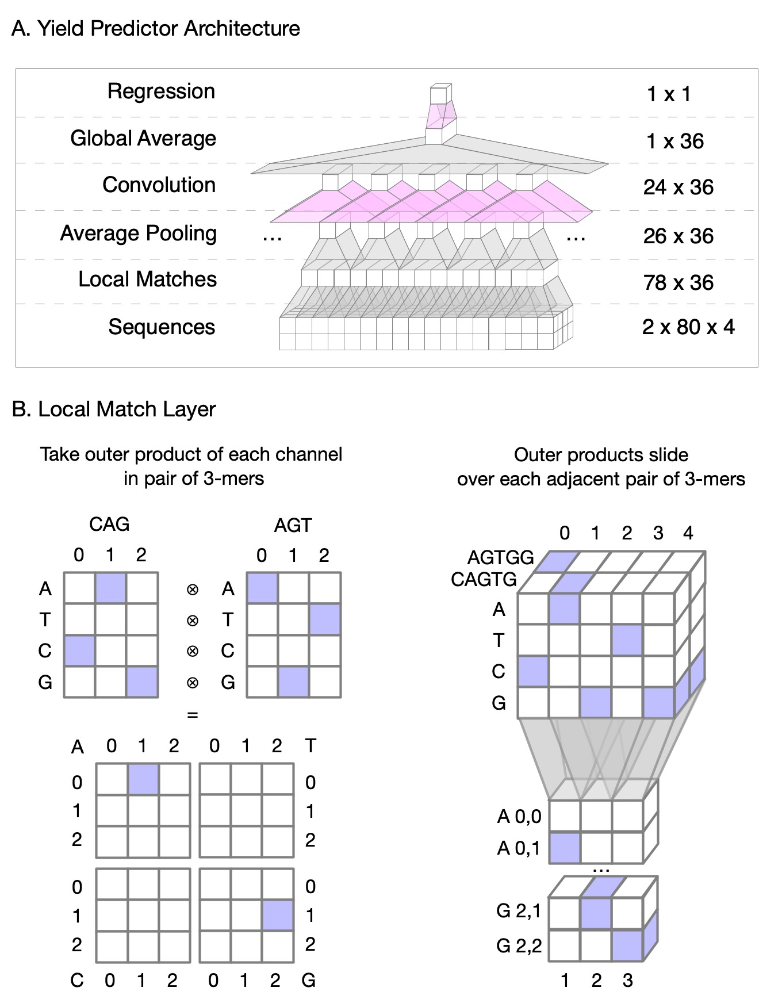 A. Yield Predictor Architecture
Regression 1 x 1
Global Average 1 x 36
Convolution 24 x 36
Average Pooling ... ... 26 x 36
Local Matches 78 x 36
Sequences 2 x 80 x 4
B. Local Match Layer
Take outer product of each channel
in pair of 3-mers
CAG AGT
0 1 2 0 1 2
A ⊗ A
T ⊗ T
C ⊗ C
G ⊗ G
=
A 0 1 2 0 1 2 T
0 0
1 1
2 2
0 0
1 1
2 2
C 0 1 2 0 1 2 G
Outer products slide
over each adjacent pair of 3-mers
0 1 2 3 4
AGTGG
CAGTG
A
T
C
G
A 0,0
A 0,1
...
G 2,1
G 2,2
1 2 3